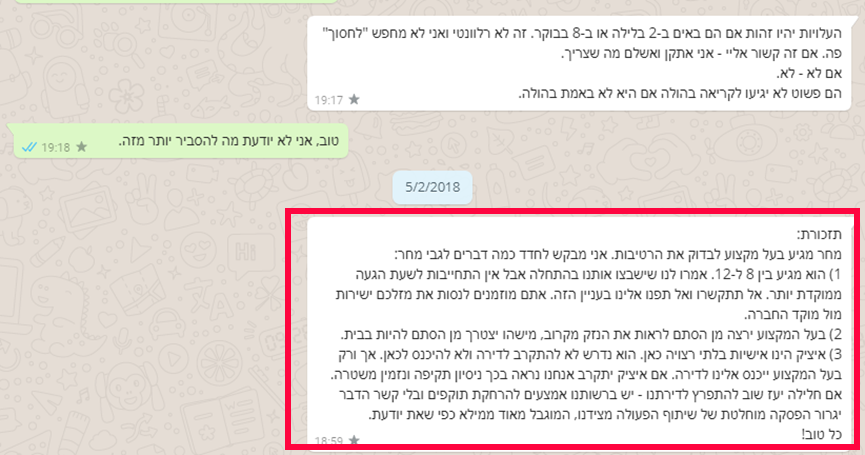 העלויות יהיו זהות אם הם באים ב-2 בלילה או ב-8 בבוקר. זה לא רלוונטי ואני לא מחפש "לחסוך"
פה. אם זה קשור אליי - אני אתקן ואשלם מה שצריך.
אם לא - לא.
הם פשוט לא יגיעו לקריאה בהולה אם היא לא באמת בהולה.
19:17
טוב, אני לא יודעת מה להסביר יותר מזה.
19:18
5/2/2018
תזכורת:
מחר מגיע בעל מקצוע לבדוק את הרטיבות. אני מבקש לחדד כמה דברים לגבי מחר:
1) הוא מגיע בין 8 ל-12. אמרו לנו שישבצו אותנו בהתחלה אבל אין התחייבות לשעת הגעה
ממוקדת יותר. אל תתקשרו ואל תפנו אלינו בעניין הזה. אתם מוזמנים לנסות את מזלכם ישירות
מול מוקד החברה.
2) בעל המקצוע ירצה מן הסתם לראות את הנזק מקרוב, מישהו יצטרך מן הסתם להיות בבית.
3) איציק הינו אישיות בלתי רצויה כאן. הוא נדרש לא להתקרב לדירה ולא להיכנס לכאן. אך ורק
בעל המקצוע ייכנס אלינו לדירה. אם איציק יתקרב אנחנו נראה בכך ניסיון תקיפה ונזמין משטרה.
אם חלילה יעז שוב להתפרץ לדירתנו - יש ברשותנו אמצעים להרחקת תוקפים ובלי קשר הדבר
יגרור הפסקה מוחלטת של שיתוף הפעולה מצידנו, המוגבל מאוד ממילא כפי שאת יודעת.
כל טוב!
18:59